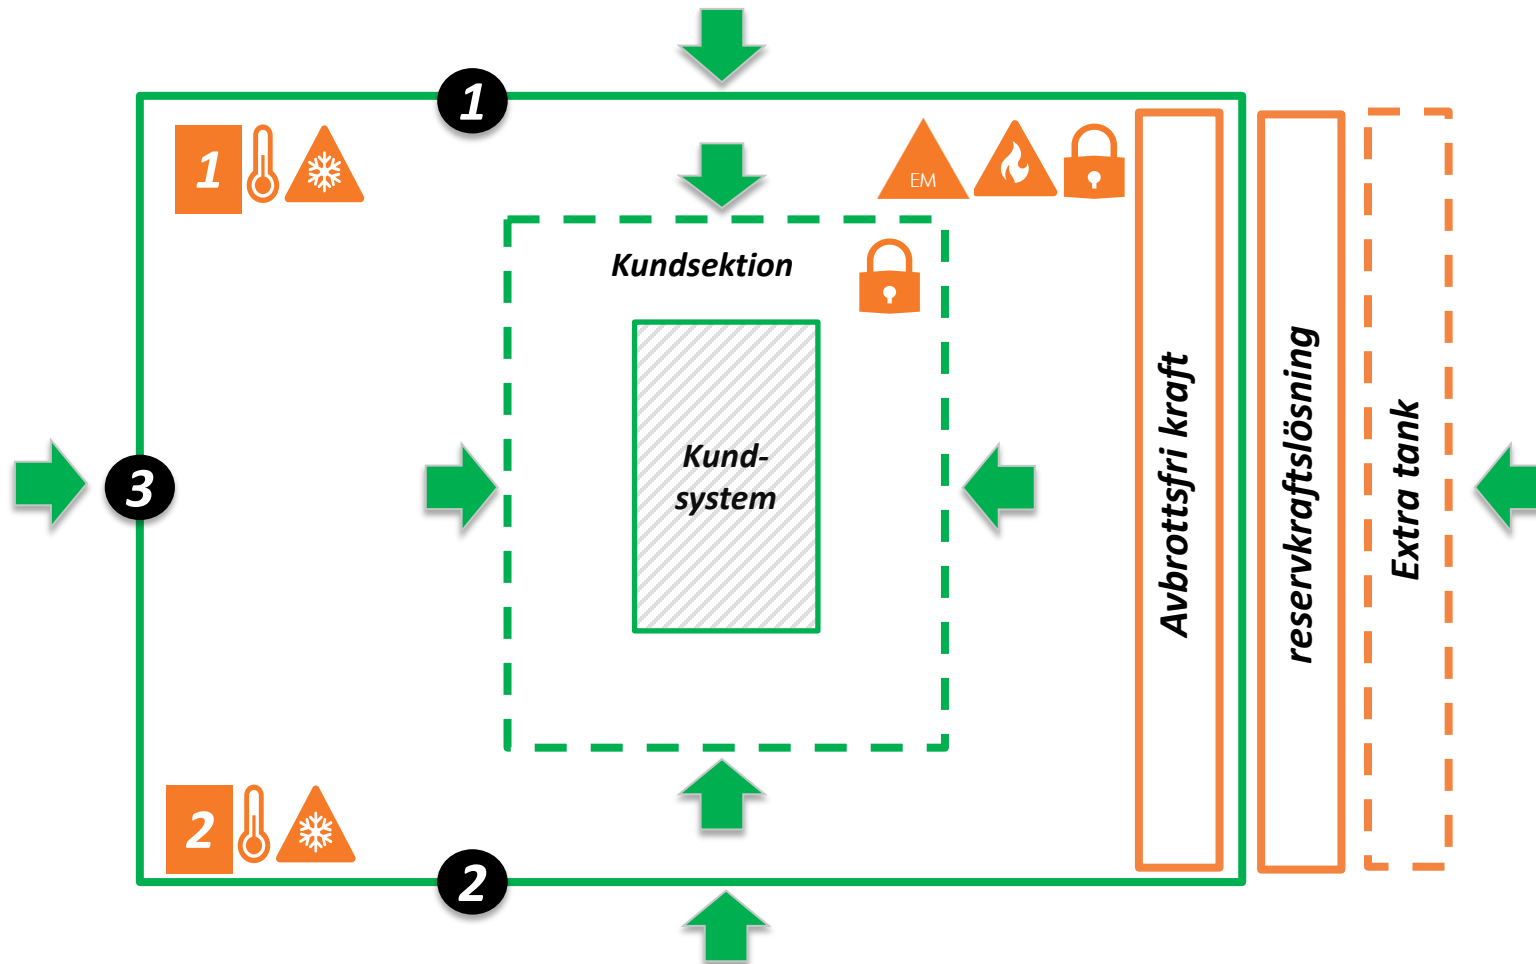 1
1
EM
Kundsektion
Kund-
system
3
Avbrottsfri kraft
reservkraftslösning
Extra tank
2
2